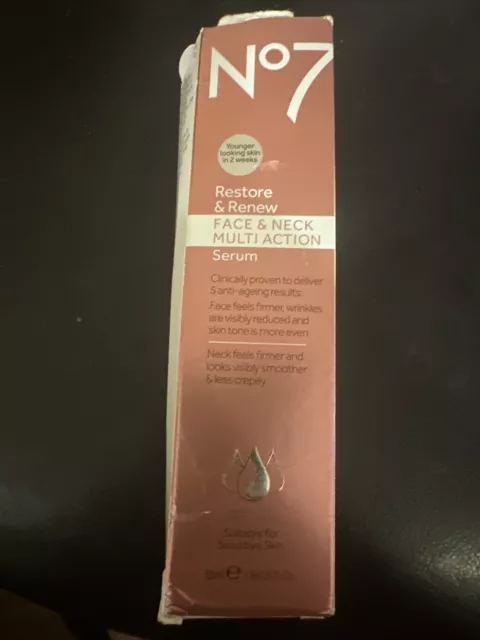 No7
Younger
looking skin
in 2 weeks
Restore
& Renew
FACE & NECK
MULTI ACTION
Serum
Clinically proven to deliver
5 anti-ageing results:
Face feels firmer, wrinkles
are visibly reduced and
skin tone is more even
Neck feels firmer and
looks visibly smoother
& less crepey
Suitable for
Sensitive Skin
e